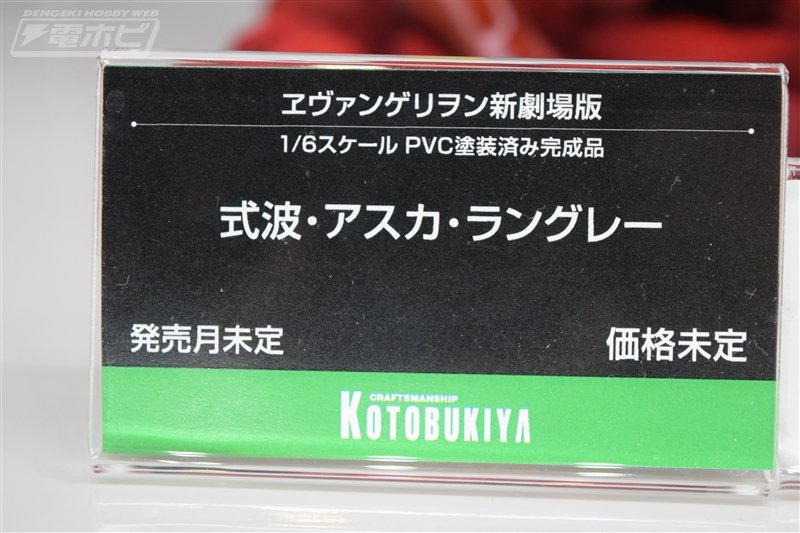 DENGEKI HOBBY WEB
電ホビ
ヱヴァンゲリヲン新劇場版
1/6スケール PVC塗装済み完成品
式波・アスカ・ラングレー
発売月未定
価格未定
CRAFTSMANSHIP
KOTOBUKIYA